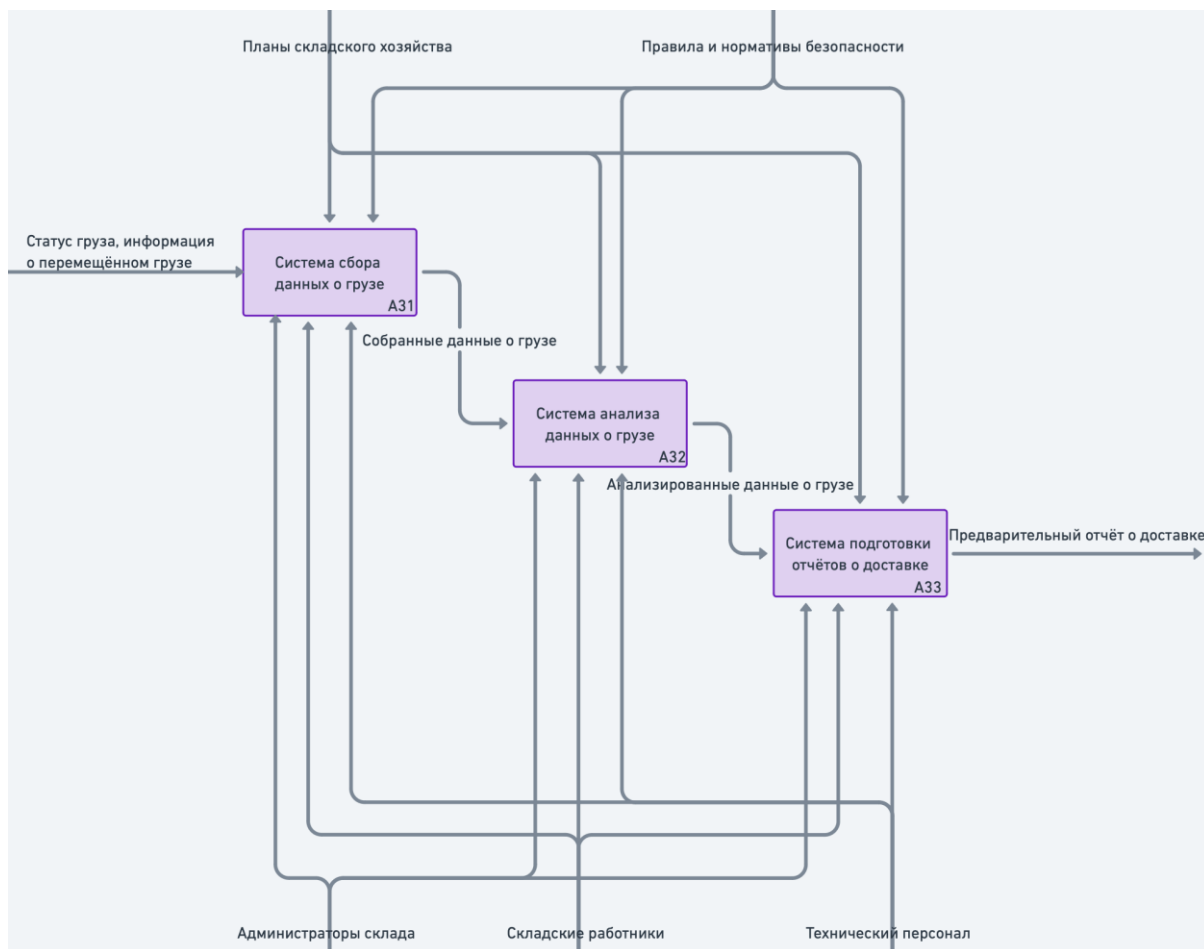 Планы складского хозяйства
Правила и нормативы безопасности
Статус груза, информация
о перемещённом грузе
Система сбора
данных о грузе
A31
Собранные данные о грузе
Система анализа
данных о грузе
A32
Анализированные данные о грузе
Система подготовки
отчётов о доставке
A33
Предварительный отчёт о доставке
Администраторы склада
Складские работники
Технический персонал